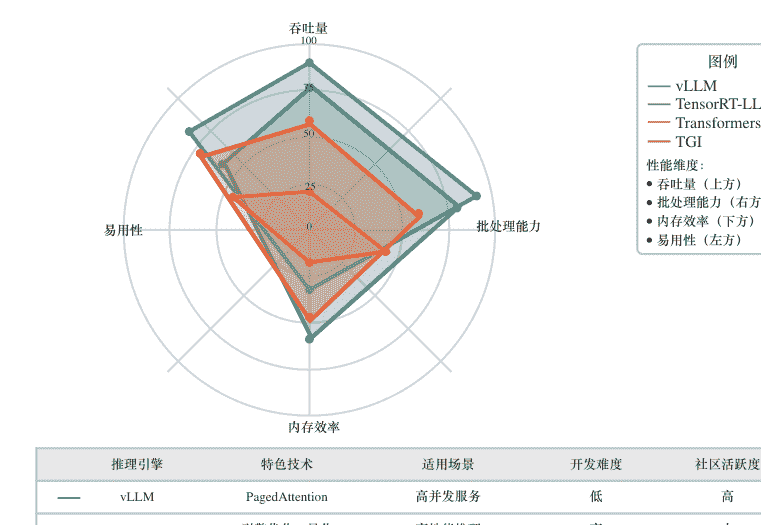 吞吐量
100
75
50
25
0
易用性
批处理能力
内存效率
图例
vLLM
TensorRT-LL
Transformers
TGI
性能维度：
● 吞吐量（上方）
● 批处理能力（右方
● 内存效率（下方）
● 易用性（左方）
推理引擎 特色技术 适用场景 开发难度 社区活跃度
vLLM PagedAttention 高并发服务 低 高